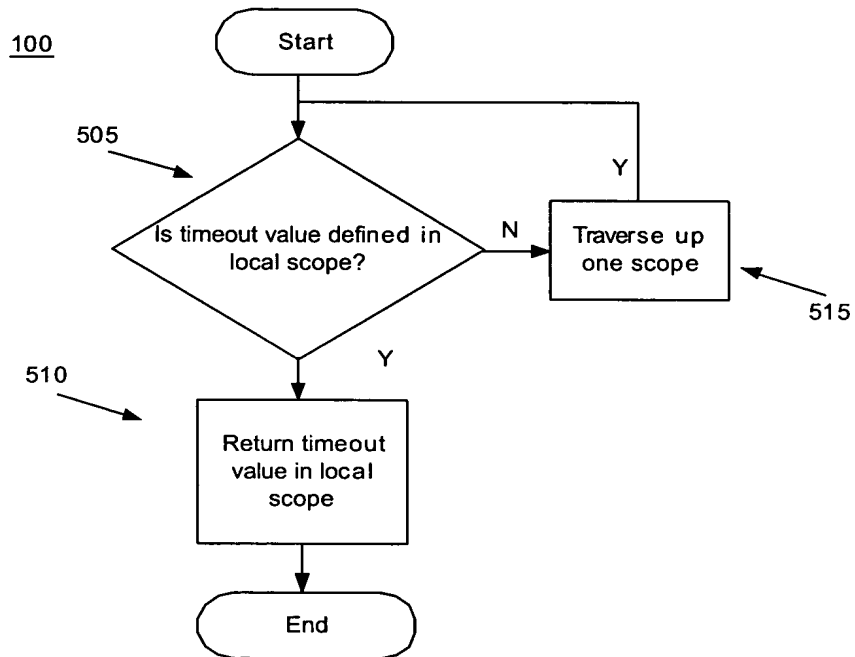 100
Start
505
Is timeout value defined in
local scope?
N
Y
Traverse up
one scope
515
Y
510
Return timeout
value in local
scope
End